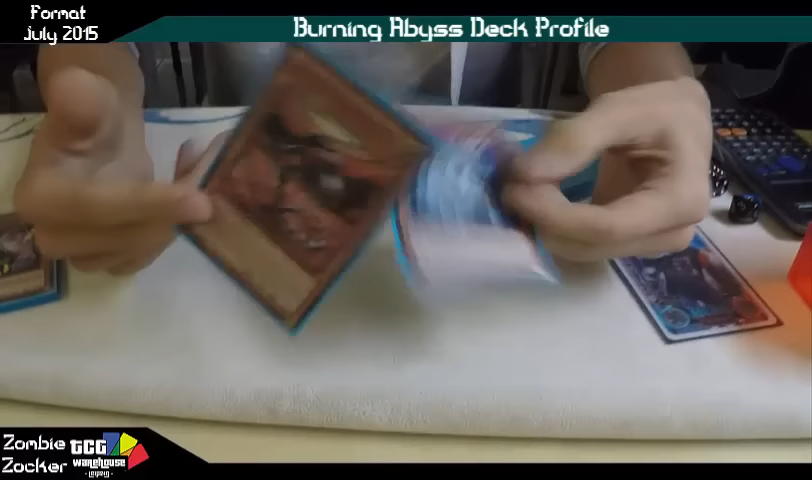 Format
July 2015
Burning Abyss Deck Profile
Zombie
Zocker
TCG
WAREHOUSE